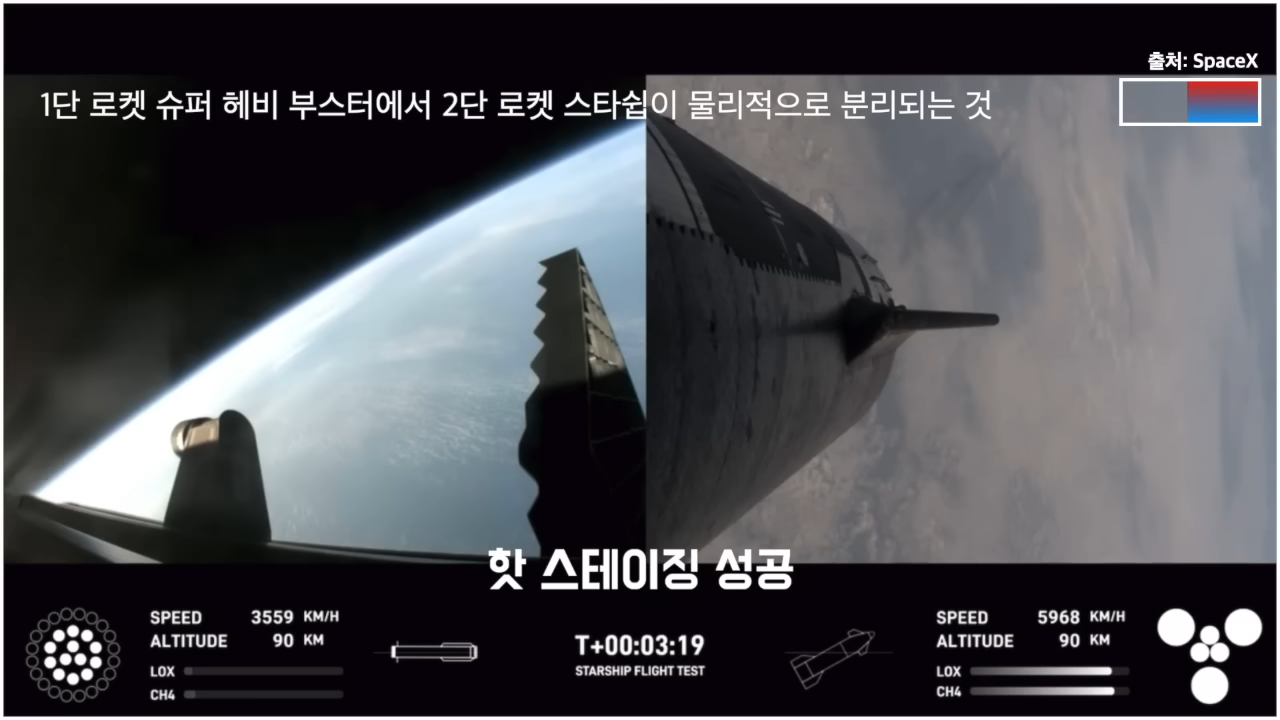 출처: SpaceX
1단 로켓 슈퍼 헤비 부스터에서 2단 로켓 스타쉽이 물리적으로 분리되는 것
핫 스테이징 성공
SPEED 3559 KM/H
ALTITUDE 90 KM
LOX
CH4
T+00:03:19
STARSHIP FLIGHT TEST
SPEED 5968 KM/H
ALTITUDE 90 KM
LOX
CH4